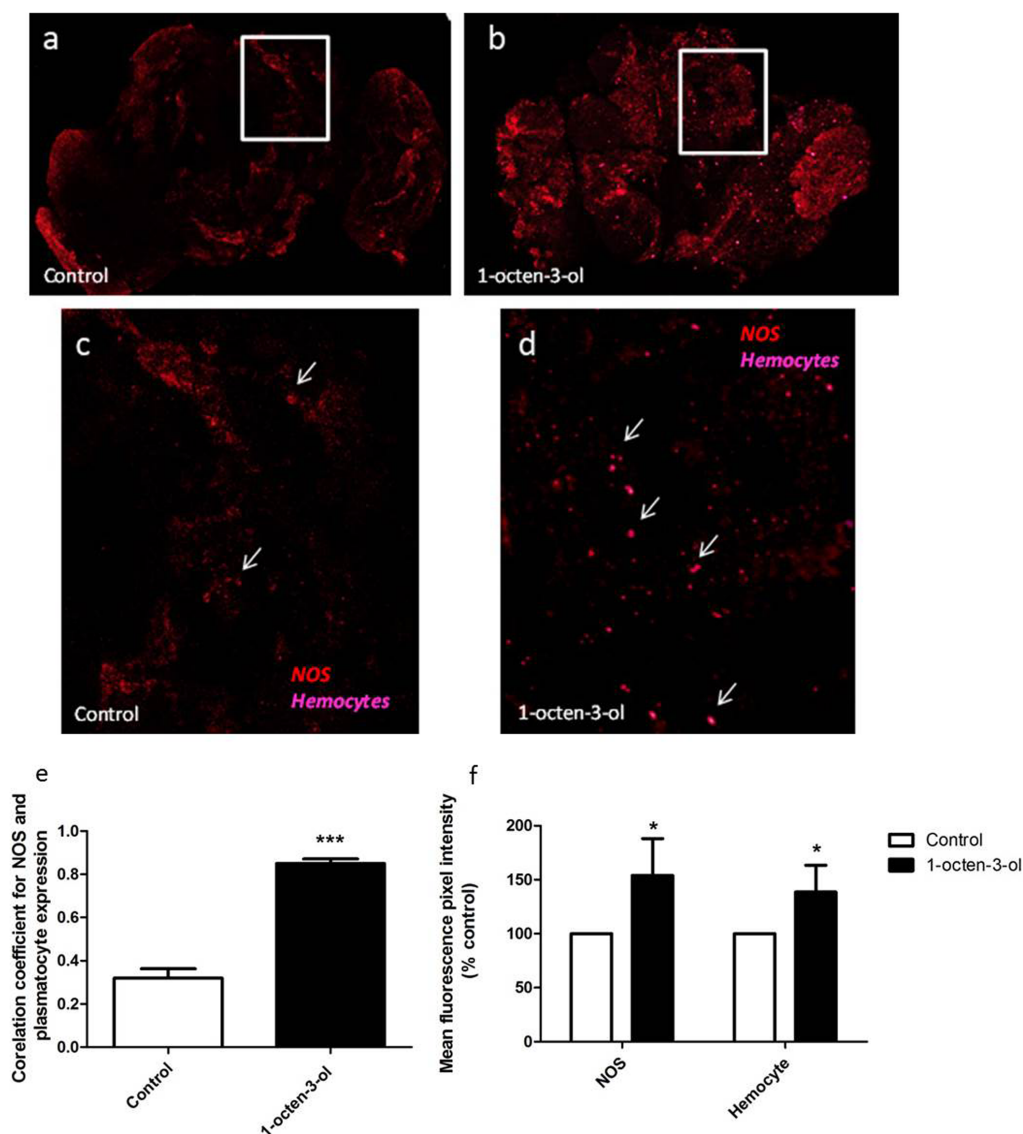 a
Control
b
1-octen-3-ol
c
NOS
Hemocytes
Control
d
NOS
Hemocytes
1-octen-3-ol
e
Corelation coefficient for NOS and
plasmatocyte expression
1.0
0.8
0.6
0.4
0.2
0.0
***
Control
1-octen-3-ol
f
Mean fluorescence pixel intensity
(% control)
200
150
100
50
0
*
*
NOS
Hemocyte
Control
1-octen-3-ol